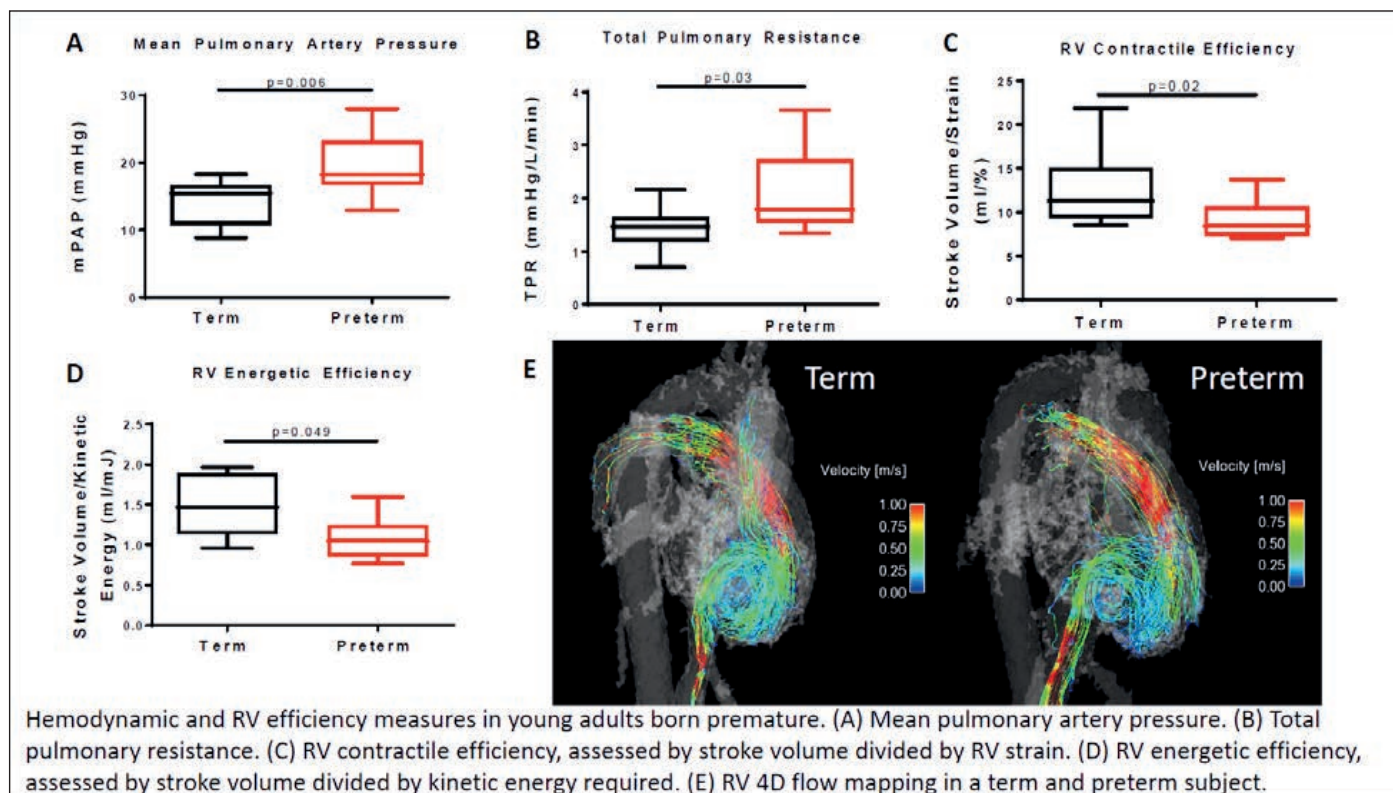 A
Mean Pulmonary Artery Pressure
p=0.006
30
20
10
0
mPAP (mmHg)
Term
Preterm
B
Total Pulmonary Resistance
p=0.03
4
3
2
1
0
TPR (mmHg/L/min)
Term
Preterm
C
RV Contractile Efficiency
p=0.02
25
20
15
10
5
0
Stroke Volume/Strain
(ml/%)
Term
Preterm
D
RV Energetic Efficiency
p=0.049
2.5
2.0
1.5
1.0
0.5
0.0
Stroke Volume/Kinetic
Energy (ml/mJ)
Term
Preterm
E
Term
Velocity [m/s]
1.00
0.75
0.50
0.25
0.00
Preterm
Velocity [m/s]
1.00
0.75
0.50
0.25
0.00
Hemodynamic and RV efficiency measures in young adults born premature. (A) Mean pulmonary artery pressure. (B) Total
pulmonary resistance. (C) RV contractile efficiency, assessed by stroke volume divided by RV strain. (D) RV energetic efficiency,
assessed by stroke volume divided by kinetic energy required. (E) RV 4D flow mapping in a term and preterm subject.